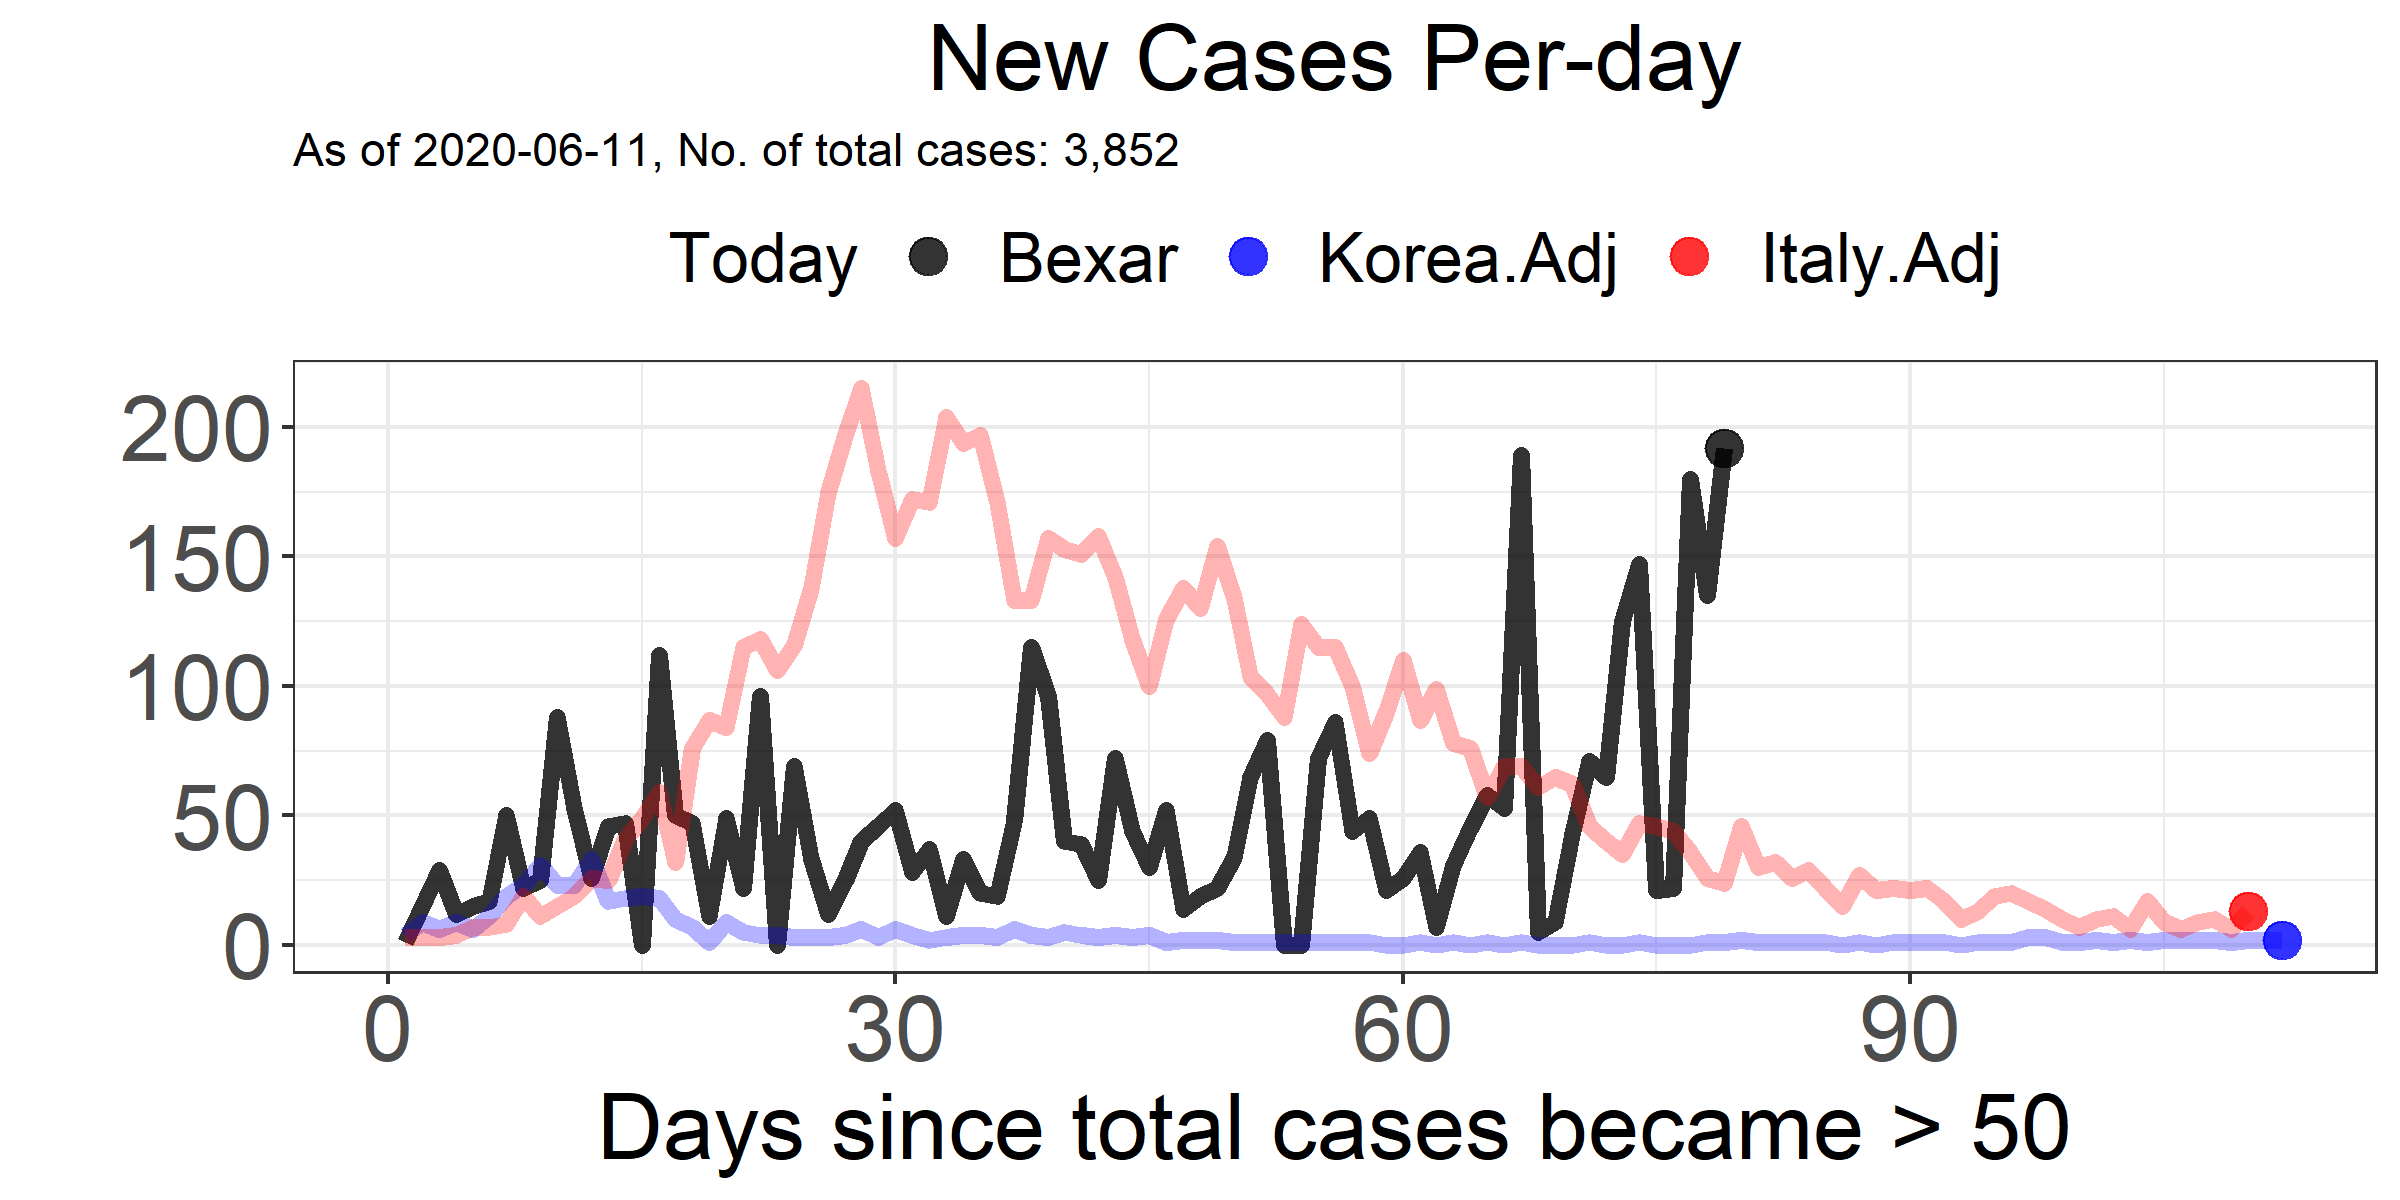 New Cases Per-day
As of 2020-06-11, No. of total cases: 3,852
Today Bexar Korea.Adj Italy.Adj
200
150
100
50
0
0 30 60 90
Days since total cases became > 50